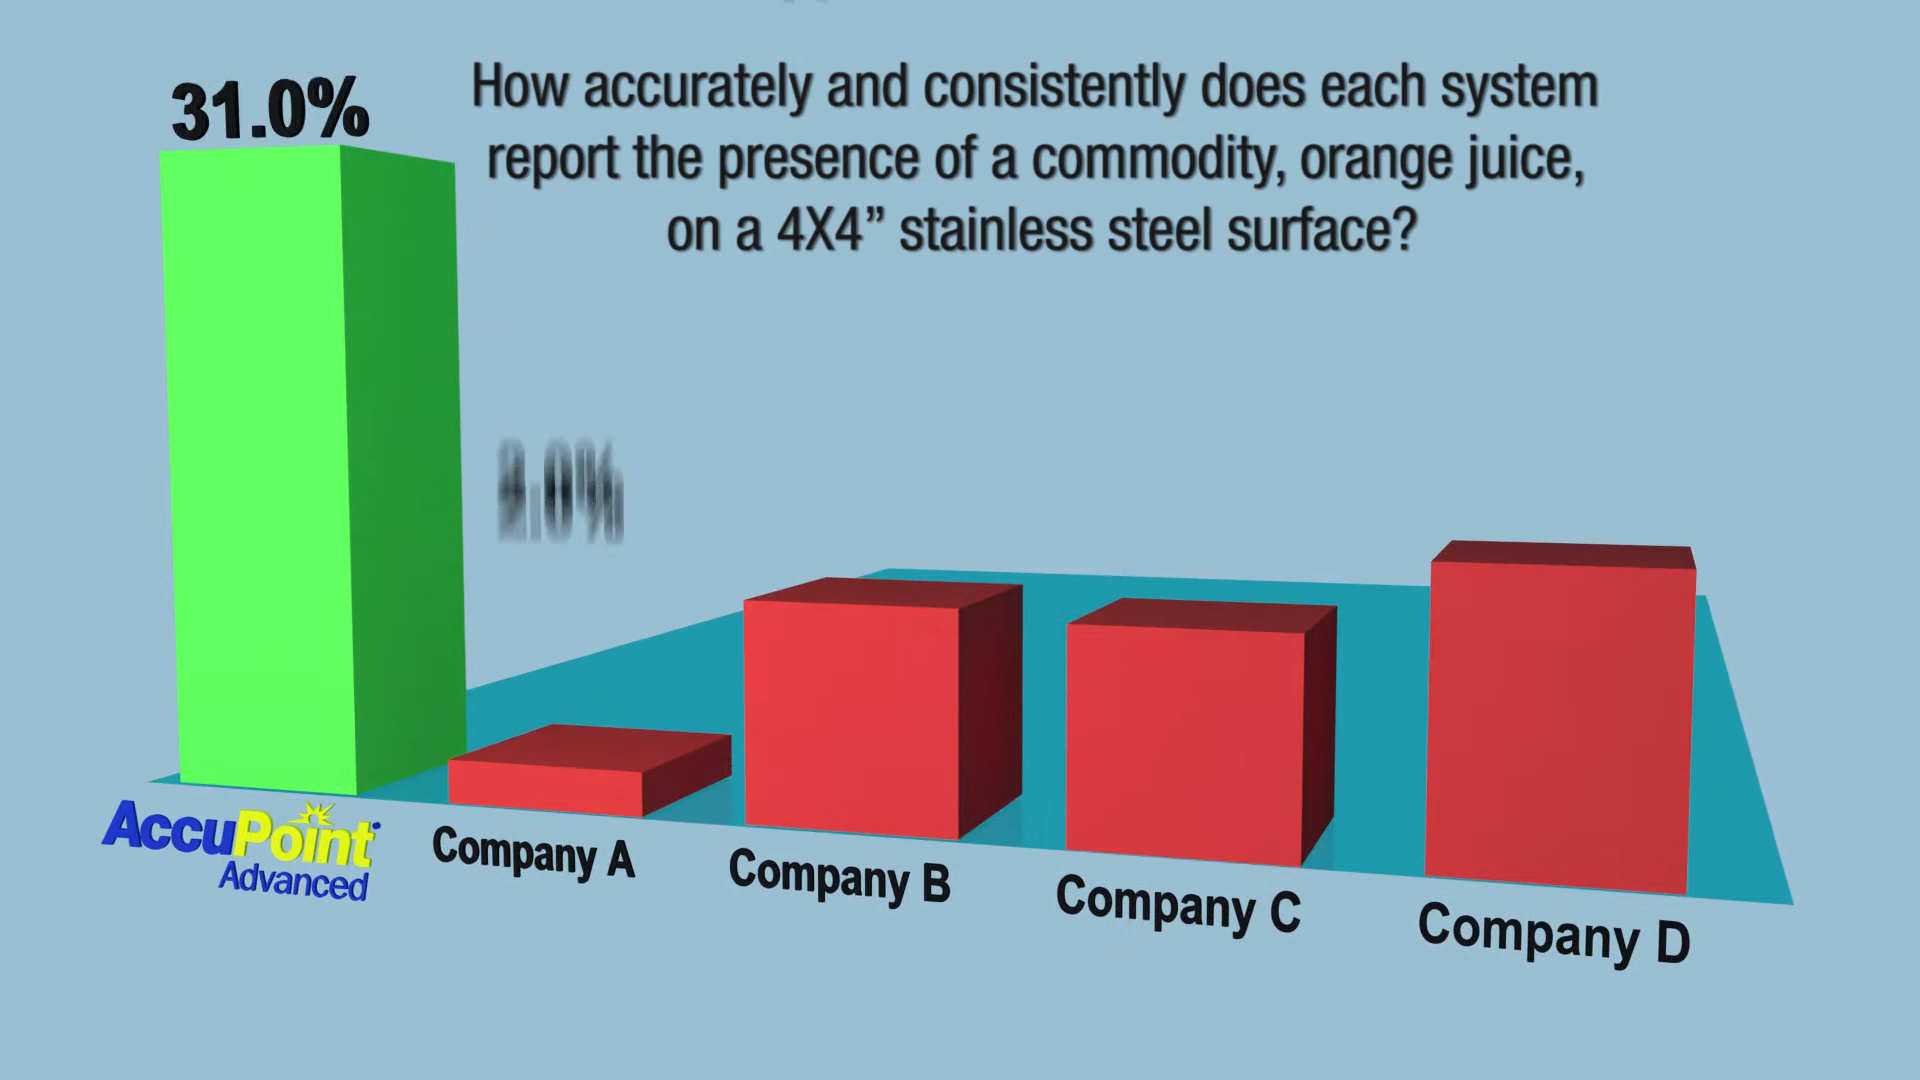 31.0%
How accurately and consistently does each system
report the presence of a commodity, orange juice,
on a 4X4” stainless steel surface?
AccuPoint
Advanced
Company A
Company B
Company C
Company D